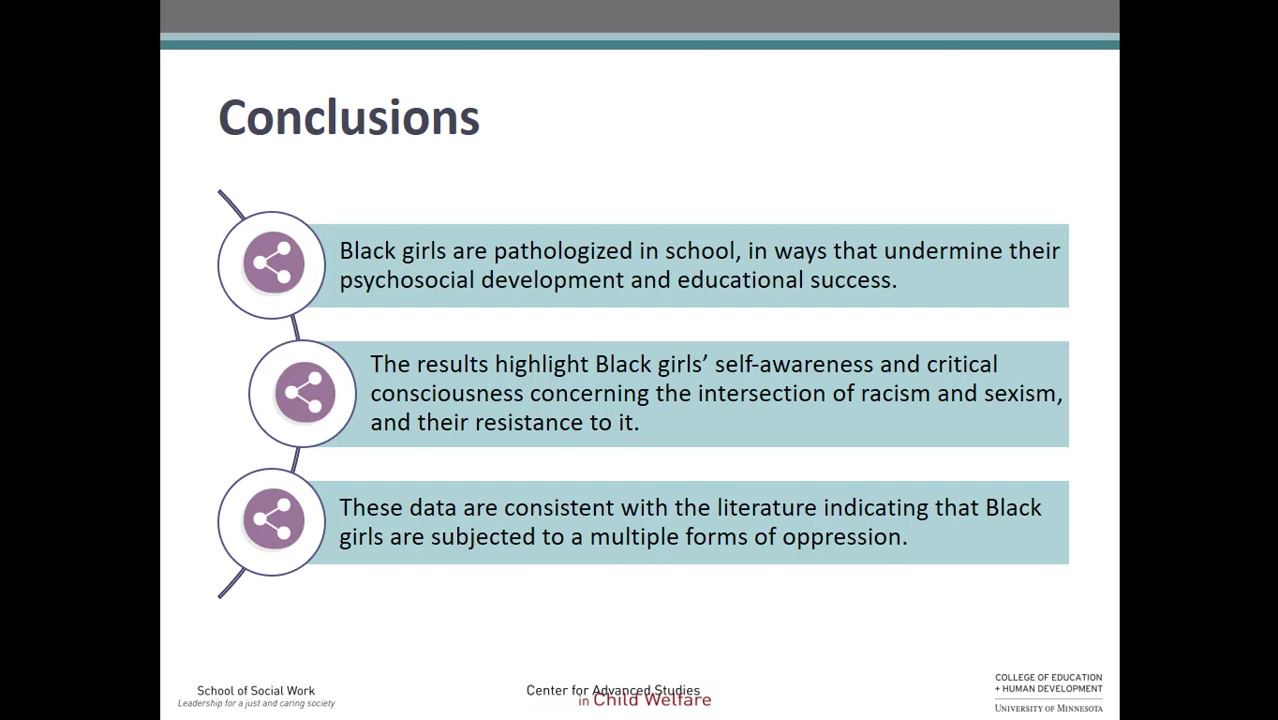 Conclusions
Black girls are pathologized in school, in ways that undermine their
psychosocial development and educational success.
The results highlight Black girls’ self-awareness and critical
consciousness concerning the intersection of racism and sexism,
and their resistance to it.
These data are consistent with the literature indicating that Black
girls are subjected to a multiple forms of oppression.
School of Social Work
Leadership for a just and caring society
Center for Advanced Studies
in Child Welfare
COLLEGE OF EDUCATION
+ HUMAN DEVELOPMENT
UNIVERSITY OF MINNESOTA